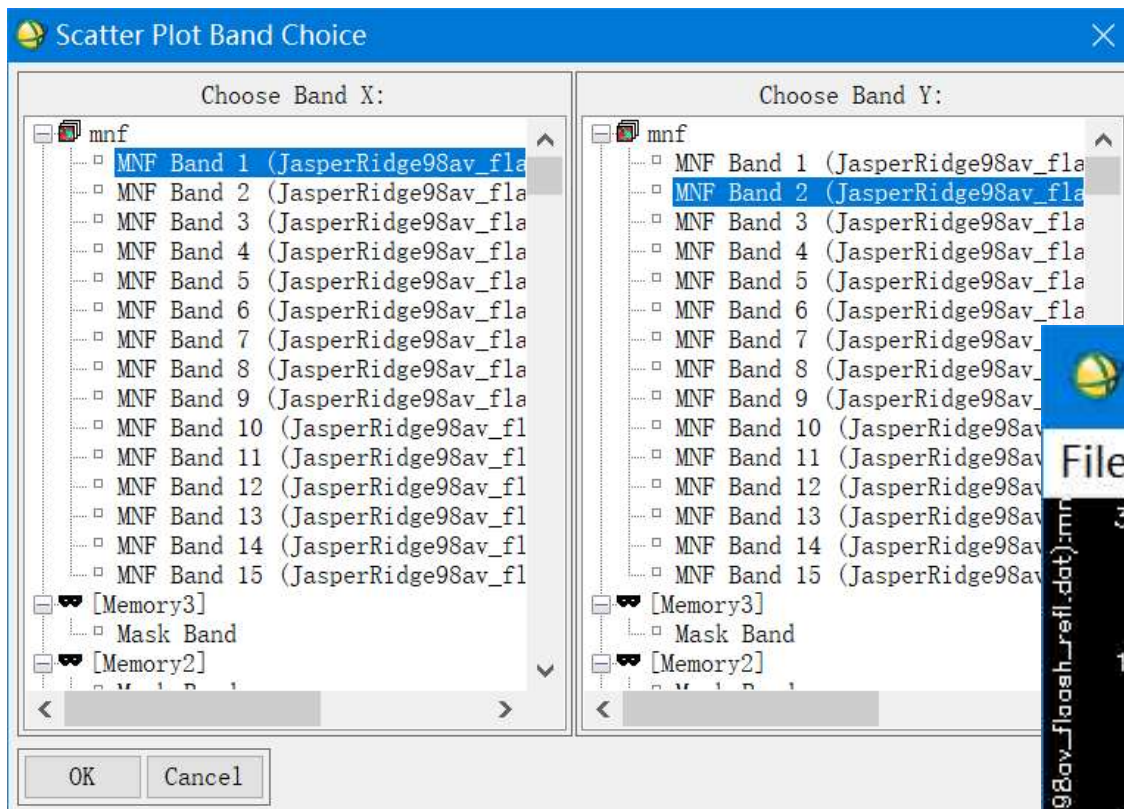 Scatter Plot Band Choice
Choose Band X:
mnf
MNF Band 1 (JasperRidge98av_fla
MNF Band 2 (JasperRidge98av_fla
MNF Band 3 (JasperRidge98av_fla
MNF Band 4 (JasperRidge98av_fla
MNF Band 5 (JasperRidge98av_fla
MNF Band 6 (JasperRidge98av_fla
MNF Band 7 (JasperRidge98av_fla
MNF Band 8 (JasperRidge98av_fla
MNF Band 9 (JasperRidge98av_fla
MNF Band 10 (JasperRidge98av_fl
MNF Band 11 (JasperRidge98av_fl
MNF Band 12 (JasperRidge98av_fl
MNF Band 13 (JasperRidge98av_fl
MNF Band 14 (JasperRidge98av_fl
MNF Band 15 (JasperRidge98av_fl
[Memory3]
Mask Band
[Memory2]
Choose Band Y:
mnf
MNF Band 1 (JasperRidge98av_fla
MNF Band 2 (JasperRidge98av_fla
MNF Band 3 (JasperRidge98av_fla
MNF Band 4 (JasperRidge98av_fla
MNF Band 5 (JasperRidge98av_fla
MNF Band 6 (JasperRidge98av_fla
MNF Band 7 (JasperRidge98av_
MNF Band 8 (JasperRidge98av_
MNF Band 9 (JasperRidge98av_
MNF Band 10 (JasperRidge98av
MNF Band 11 (JasperRidge98av
MNF Band 12 (JasperRidge98av
MNF Band 13 (JasperRidge98av
MNF Band 14 (JasperRidge98av
MNF Band 15 (JasperRidge98av
[Memory3]
Mask Band
[Memory2]
OK
Cancel
File
3
1
98av_flaash_refl.dat):mn